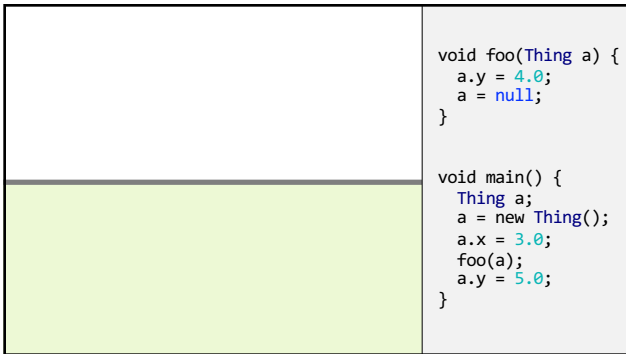 void foo(Thing a) {
a.y = 4.0;
a = null;
}
void main() {
Thing a;
a = new Thing();
a.x = 3.0;
foo(a);
a.y = 5.0;
}